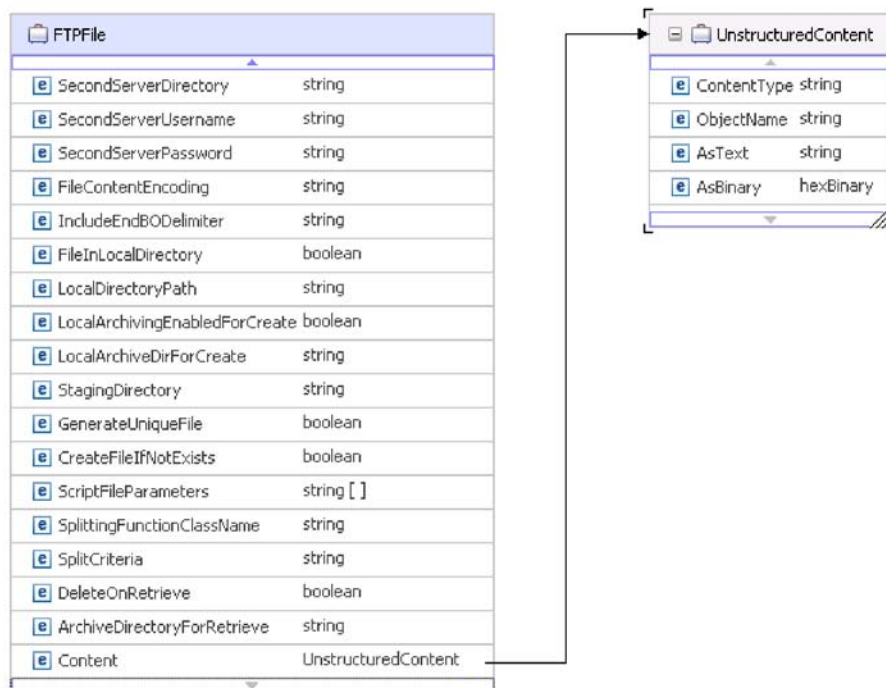 FTPFile
SecondServerDirectory string
SecondServerUsername string
SecondServerPassword string
FileContentEncoding string
IncludeEndBODelimiter string
FileInLocalDirectory boolean
LocalDirectoryPath string
LocalArchivingEnabledForCreate boolean
LocalArchiveDirForCreate string
StagingDirectory string
GenerateUniqueFile boolean
CreateFileIfNotExists boolean
ScriptFileParameters string [ ]
SplittingFunctionClassName string
SplitCriteria string
DeleteOnRetrieve boolean
ArchiveDirectoryForRetrieve string
Content UnstructuredContent
UnstructuredContent
ContentType string
ObjectName string
AsText string
AsBinary hexBinary